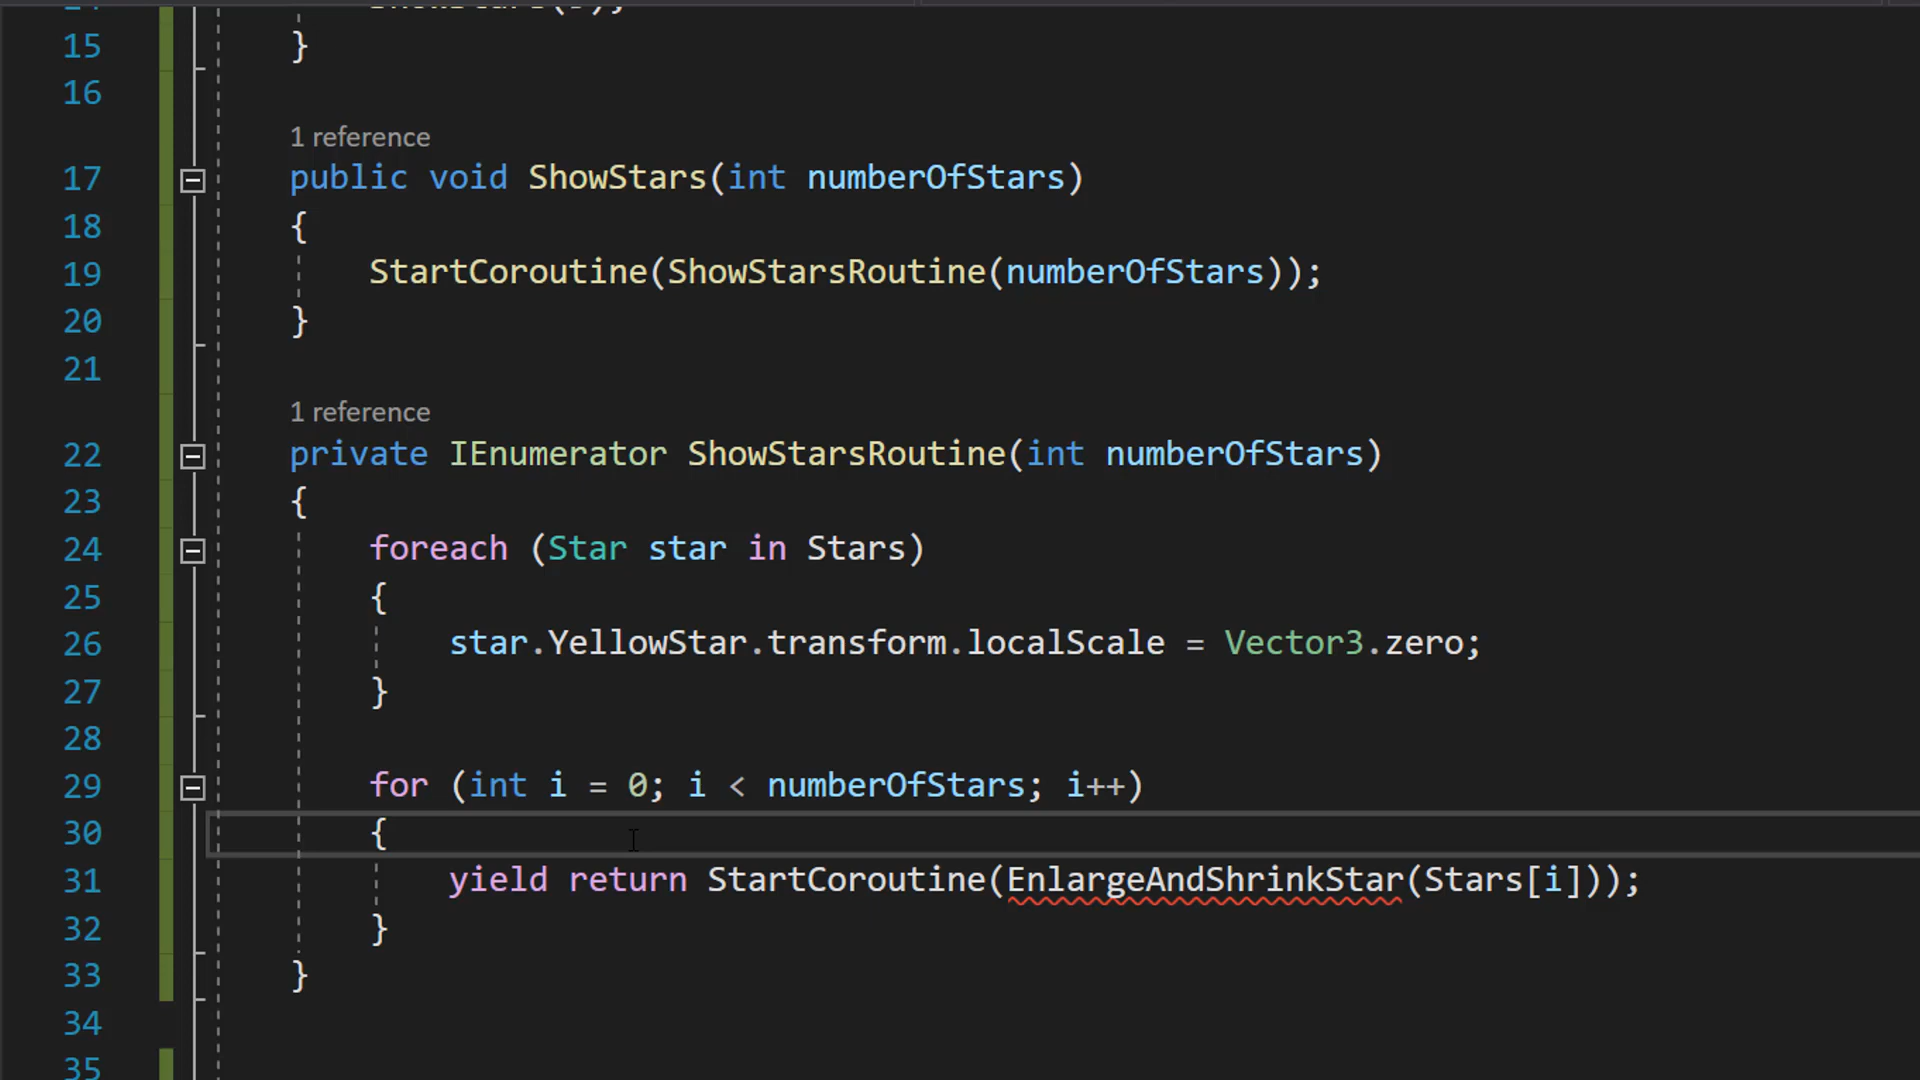 15 }
16
1 reference
17 public void ShowStars(int numberOfStars)
18 {
19 StartCoroutine(ShowStarsRoutine(numberOfStars));
20 }
21
1 reference
22 private IEnumerator ShowStarsRoutine(int numberOfStars)
23 {
24 foreach (Star star in Stars)
25 {
26 star.YellowStar.transform.localScale = Vector3.zero;
27 }
28
29 for (int i = 0; i < numberOfStars; i++)
30 {
31 yield return StartCoroutine(EnlargeAndShrinkStar(Stars[i]));
32 }
33 }
34
35